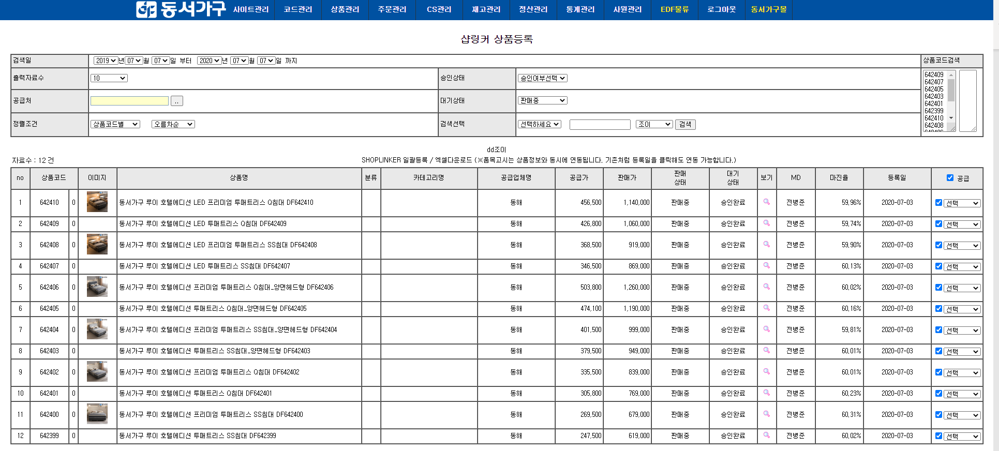 동서가구 사이트관리 코드관리 상품관리 주문관리 CS관리 재고관리 정산관리 통계관리 사원관리 EDF물류 로그아웃 동서가구몰
샵링커 상품등록
검색일 2019 년 07 월 07 일 부터 2020 년 07 월 07 일 까지 상품코드검색
출력자료수 10 승인상태 승인여부선택
공급처 .. 대기상태 판매중
정렬조건 상품코드별 오름차순 검색선택 선택하세요 조이 검색
642409
642407
642405
642403
642401
642399
642410
642408
dd조이
자료수 : 12 건 SHOPLINKER 일괄등록 / 엑셀다운로드 (※품목고시는 상품정보와 동시에 연동됩니다. 기존처럼 등록일을 클릭해도 연동 가능합니다.)
no 상품코드 이미지 상품명 분류 카테고리명 공급업체명 공급가 판매가 판매 상태 대기 상태 보기 MD 마진율 등록일 공급
1 642410 0 동서가구 루이 호텔에디션 LED 프리미엄 투매트리스 Q침대 DF642410 동해 456,500 1,140,000 판매중 승인완료 전병준 59.96% 2020-07-03 선택
2 642409 0 동서가구 루이 호텔에디션 LED 투매트리스 Q침대 DF642409 동해 426,800 1,060,000 판매중 승인완료 전병준 59.74% 2020-07-03 선택
3 642408 0 동서가구 루이 호텔에디션 LED 프리미엄 투매트리스 SS침대 DF642408 동해 368,500 919,000 판매중 승인완료 전병준 59.90% 2020-07-03 선택
4 642407 0 동서가구 루이 호텔에디션 LED 투매트리스 SS침대 DF642407 동해 346,500 869,000 판매중 승인완료 전병준 60.13% 2020-07-03 선택
5 642406 0 동서가구 루이 호텔에디션 프리미엄 투매트리스 Q침대_양면헤드형 DF642406 동해 503,800 1,260,000 판매중 승인완료 전병준 60.02% 2020-07-03 선택
6 642405 0 동서가구 루이 호텔에디션 투매트리스 Q침대_양면헤드형 DF642405 동해 474,100 1,190,000 판매중 승인완료 전병준 60.16% 2020-07-03 선택
7 642404 0 동서가구 루이 호텔에디션 프리미엄 투매트리스 SS침대_양면헤드형 DF642404 동해 401,500 999,000 판매중 승인완료 전병준 59.81% 2020-07-03 선택
8 642403 0 동서가구 루이 호텔에디션 투매트리스 SS침대_양면헤드형 DF642403 동해 379,500 949,000 판매중 승인완료 전병준 60.01% 2020-07-03 선택
9 642402 0 동서가구 루이 호텔에디션 프리미엄 투매트리스 Q침대 DF642402 동해 335,500 839,000 판매중 승인완료 전병준 60.01% 2020-07-03 선택
10 642401 0 동서가구 루이 호텔에디션 투매트리스 Q침대 DF642401 동해 305,800 769,000 판매중 승인완료 전병준 60.23% 2020-07-03 선택
11 642400 0 동서가구 루이 호텔에디션 프리미엄 투매트리스 SS침대 DF642400 동해 269,500 679,000 판매중 승인완료 전병준 60.31% 2020-07-03 선택
12 642399 0 동서가구 루이 호텔에디션 투매트리스 SS침대 DF642399 동해 247,500 619,000 판매중 승인완료 전병준 60.02% 2020-07-03 선택